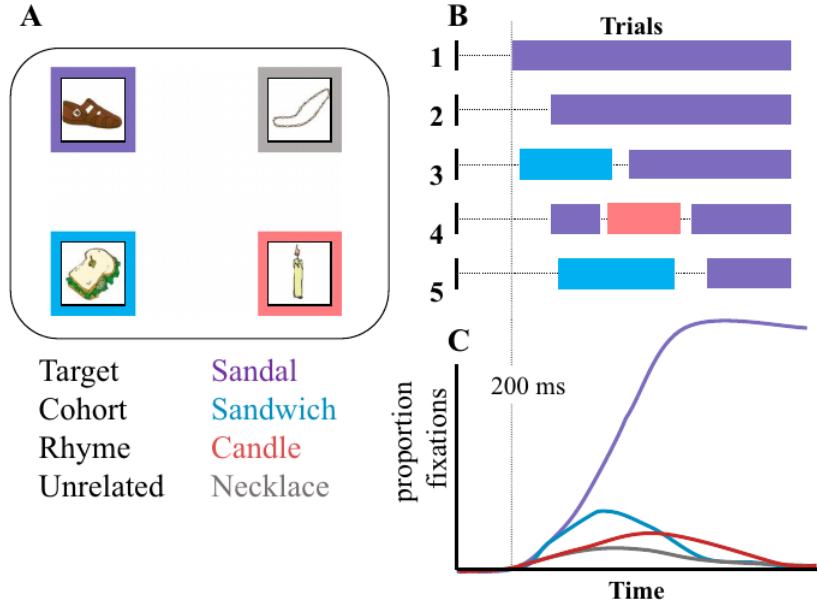 A
Target Sandal
Cohort Sandwich
Rhyme Candle
Unrelated Necklace
B
Trials
1
2
3
4
5
C
200 ms
proportion
fixations
Time